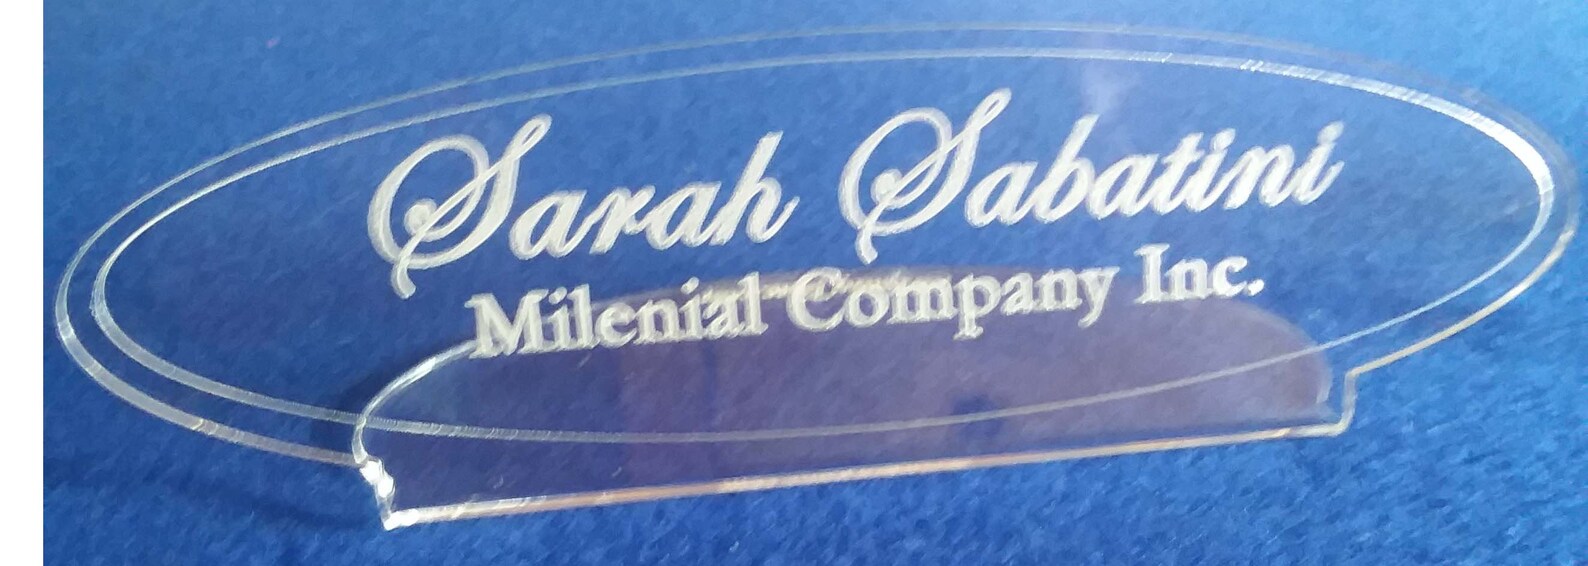 Sarah Sabatini
Milenial Company Inc.